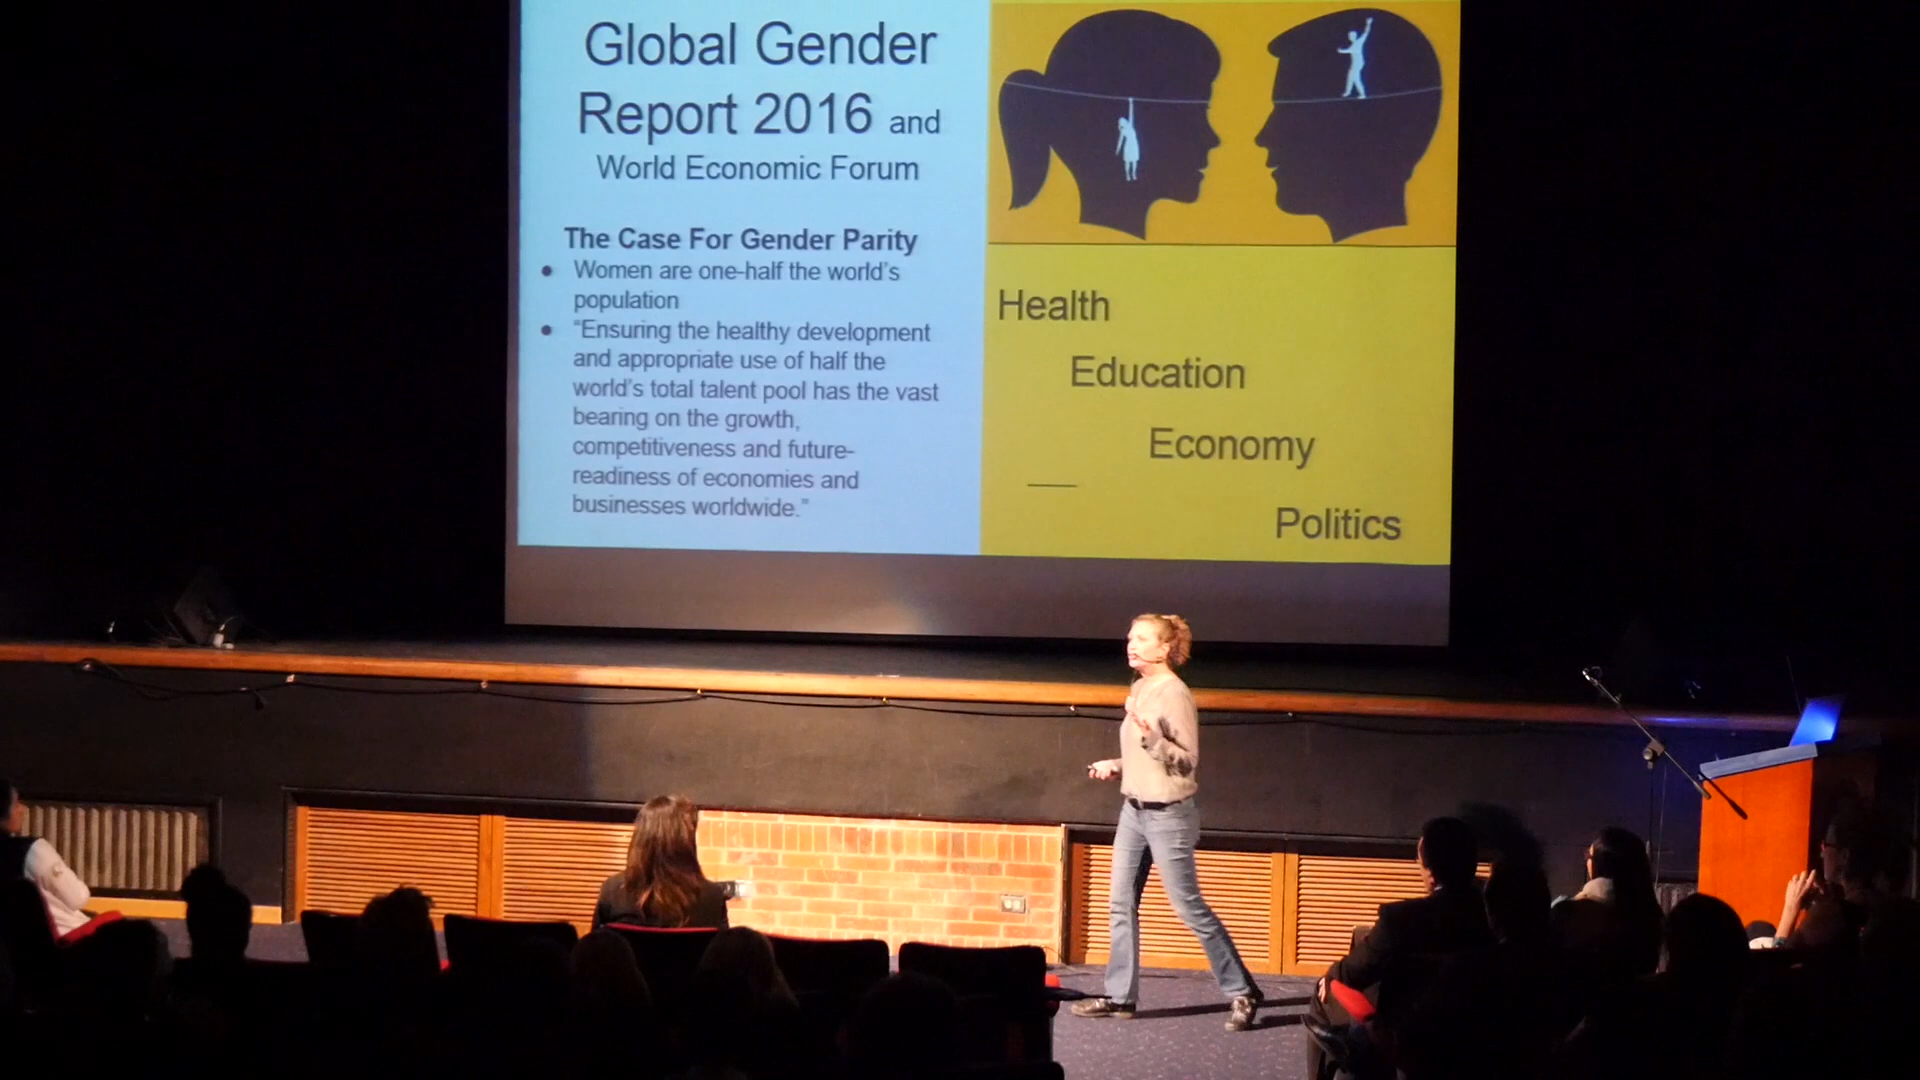 Global Gender
Report 2016 and
World Economic Forum
The Case For Gender Parity
● Women are one-half the world's
population
● "Ensuring the healthy development
and appropriate use of half the
world's total talent pool has the vast
bearing on the growth,
competitiveness and future-
readiness of economies and
businesses worldwide."
Health
Education
Economy
Politics